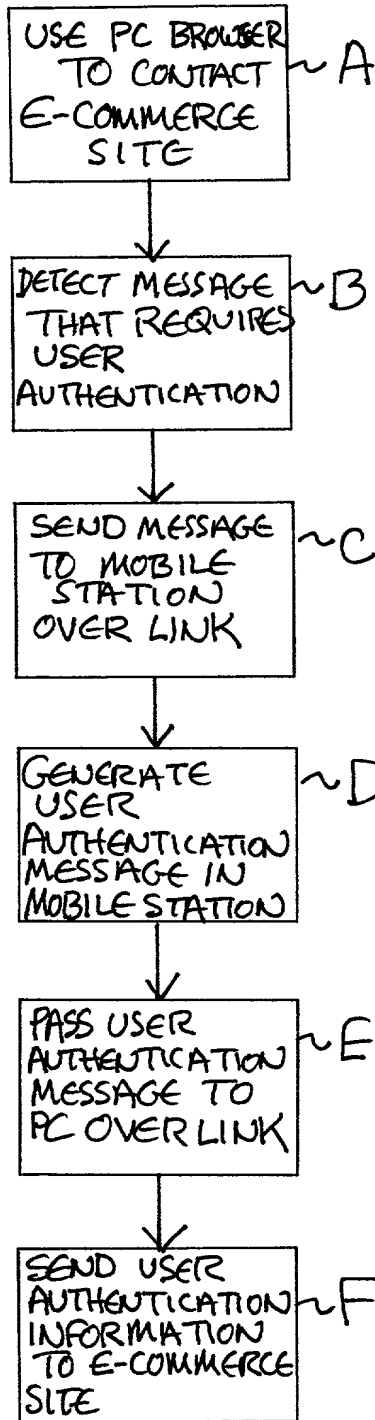 USE PC BROWSER
TO CONTACT
E-COMMERCE
SITE
~ A
DETECT MESSAGE
THAT REQUIRES
USER
AUTHENTICATION
~ B
SEND MESSAGE
TO MOBILE
STATION
OVER LINK
~ C
GENERATE
USER
AUTHENTICATION
MESSAGE IN
MOBILE STATION
~ D
PASS USER
AUTHENTICATION
MESSAGE TO
PC OVER LINK
~ E
SEND USER
AUTHENTICATION
INFORMATION
TO E-COMMERCE
SITE
~ F